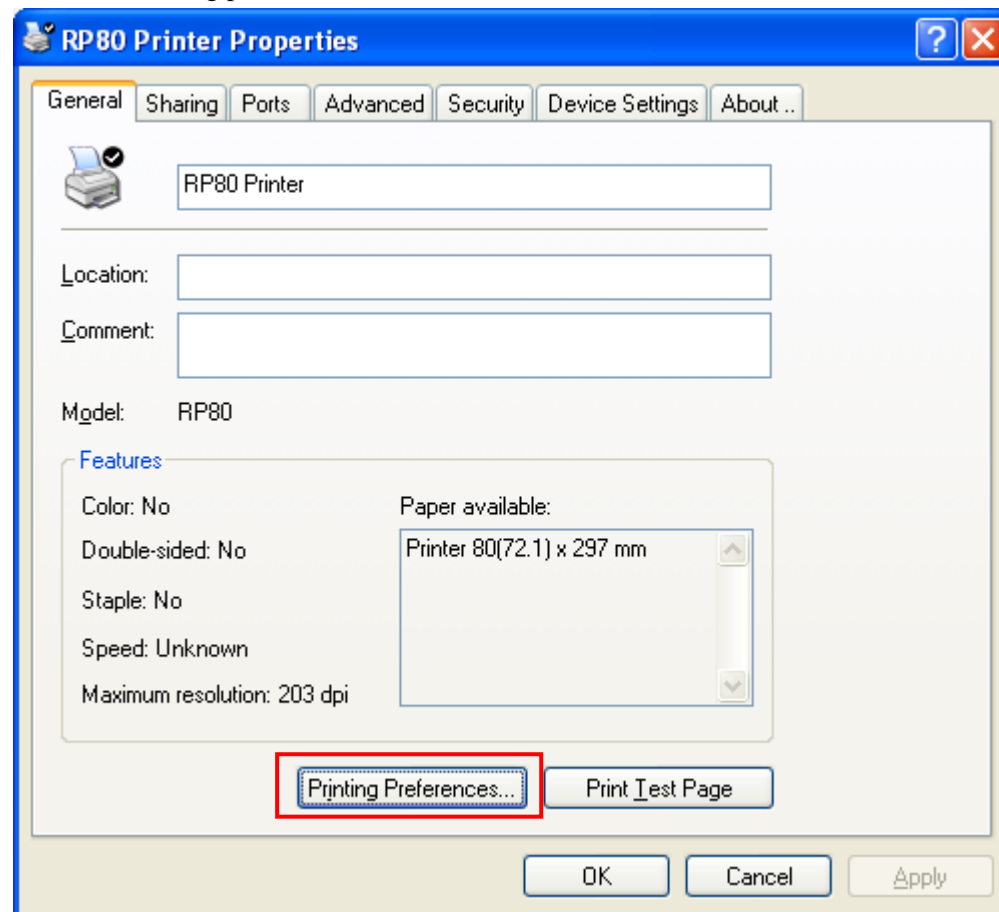 RP80 Printer Properties
General Sharing Ports Advanced Security Device Settings About ..
RP80 Printer
Location:
Comment:
Model: RP80
Features
Color: No Paper available:
Double-sided: No Printer 80(72.1) x 297 mm
Staple: No
Speed: Unknown
Maximum resolution: 203 dpi
Printing Preferences... Print Test Page
OK Cancel Apply